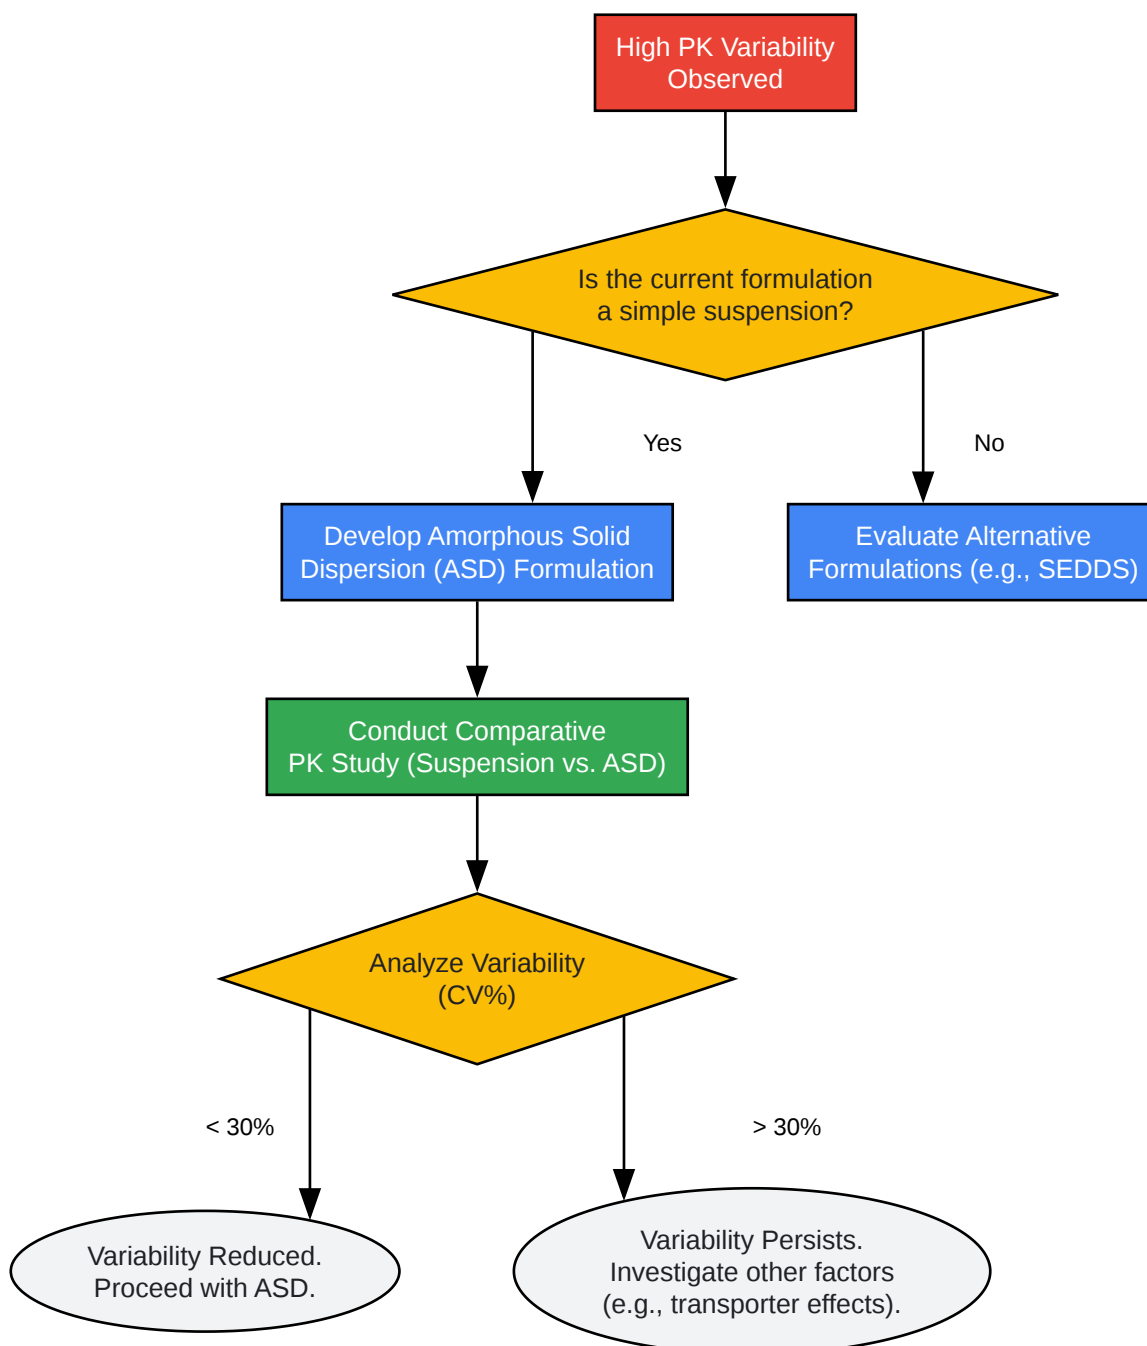 High PK Variability
Observed
Is the current formulation
a simple suspension?
Yes
No
Develop Amorphous Solid
Dispersion (ASD) Formulation
Evaluate Alternative
Formulations (e.g., SEDDS)
Conduct Comparative
PK Study (Suspension vs. ASD)
Analyze Variability
(CV%)
< 30%
> 30%
Variability Reduced.
Proceed with ASD.
Variability Persists.
Investigate other factors
(e.g., transporter effects).